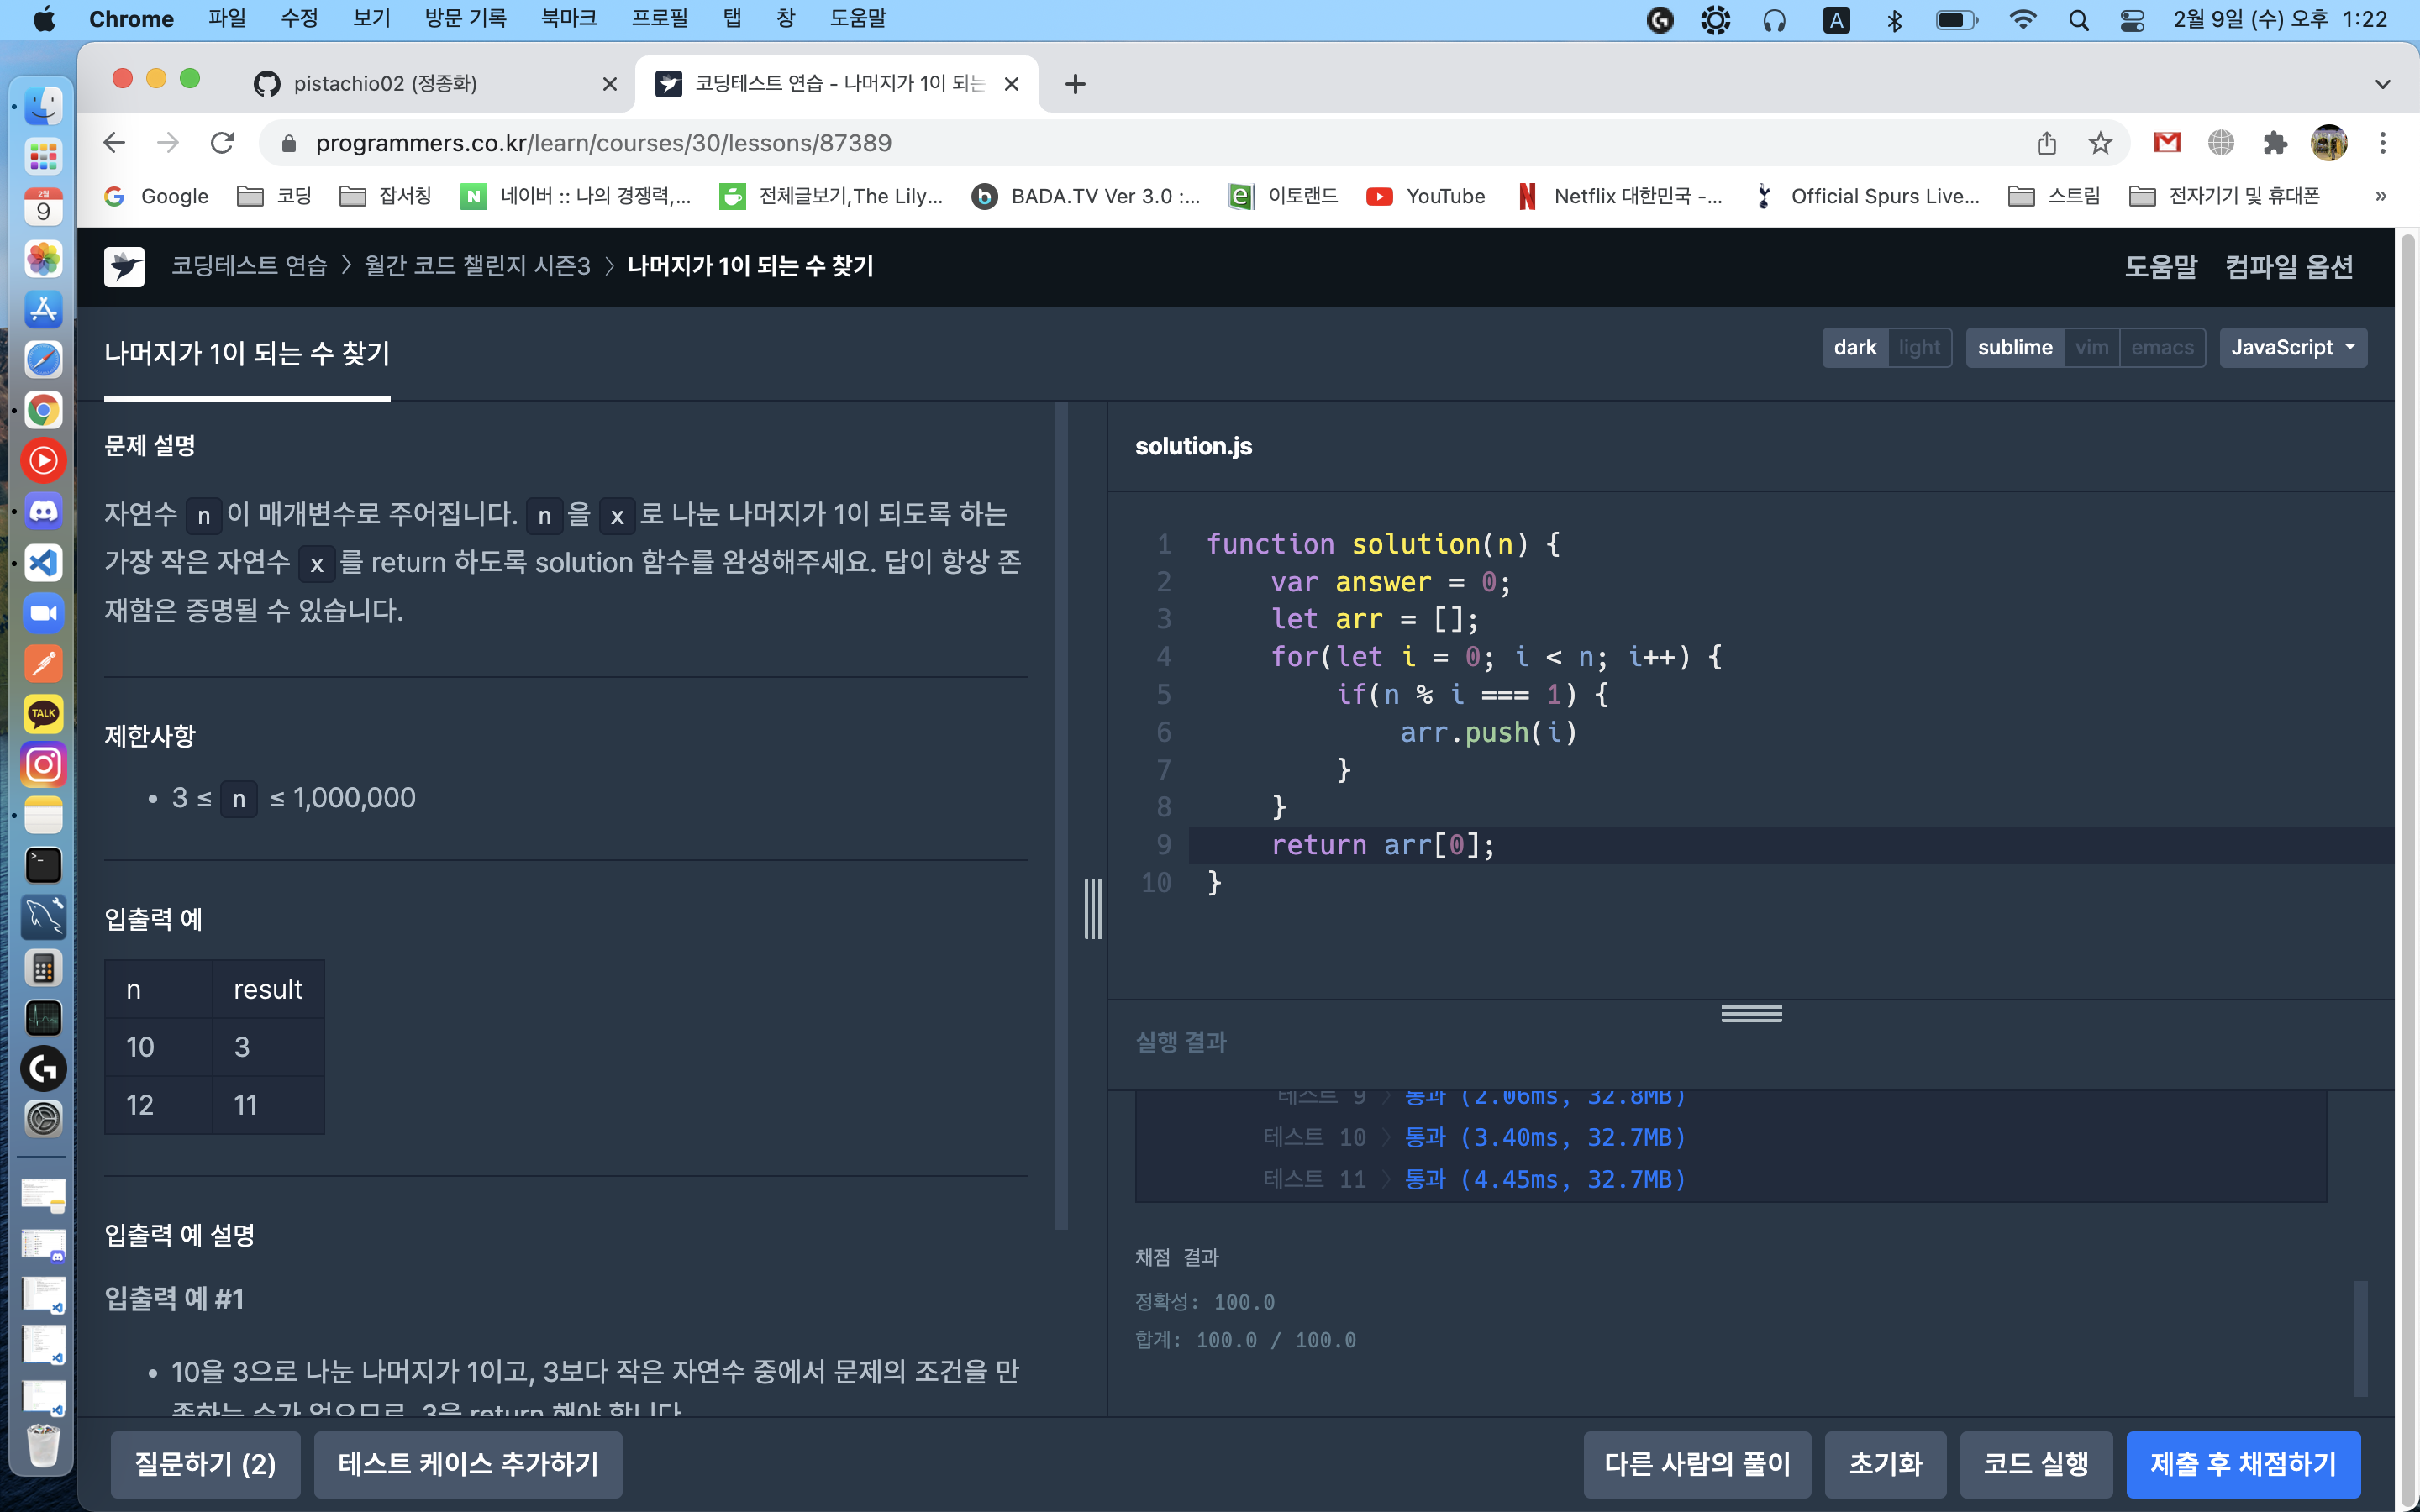 Chrome 파일 수정 보기 방문 기록 북마크 프로필 탭 창 도움말 A 2월 9일 (수) 오후 1:22
pistachio02 (정종화)
코딩테스트 연습 - 나머지가 1이 되는
programmers.co.kr/learn/courses/30/lessons/87389
Google 코딩 잡서칭 네이버 :: 나의 경쟁력,... 전체글보기,The Lily... BADA.TV Ver 3.0 :... 이토랜드 YouTube Netflix 대한민국 -... Official Spurs Live... 스트림 전자기기 및 휴대폰 »
2월
9
TALK
코딩테스트 연습 > 월간 코드 챌린지 시즌3 > 나머지가 1이 되는 수 찾기
도움말 컴파일 옵션
나머지가 1이 되는 수 찾기
dark light sublime vim emacs JavaScript
문제 설명
자연수 n이 매개변수로 주어집니다. n을 x로 나눈 나머지가 1이 되도록 하는
가장 작은 자연수 x를 return 하도록 solution 함수를 완성해주세요. 답이 항상 존
재함은 증명될 수 있습니다.
제한사항
• 3 ≤ n ≤ 1,000,000
입출력 예
n result
10 3
12 11
입출력 예 설명
입출력 예 #1
• 10을 3으로 나눈 나머지가 1이고, 3보다 작은 자연수 중에서 문제의 조건을 만
족하는 수가 없으므로, 3을 return 해야 합니다.
solution.js
1 function solution(n) {
2 var answer = 0;
3 let arr = [];
4 for(let i = 0; i < n; i++) {
5 if(n % i === 1) {
6 arr.push(i)
7 }
8 }
9 return arr[0];
10 }
실행 결과
테스트 9 > 통과 (2.06ms, 32.8MB)
테스트 10 > 통과 (3.40ms, 32.7MB)
테스트 11 > 통과 (4.45ms, 32.7MB)
채점 결과
정확성: 100.0
합계: 100.0 / 100.0
질문하기 (2) 테스트 케이스 추가하기 다른 사람의 풀이 초기화 코드 실행 제출 후 채점하기